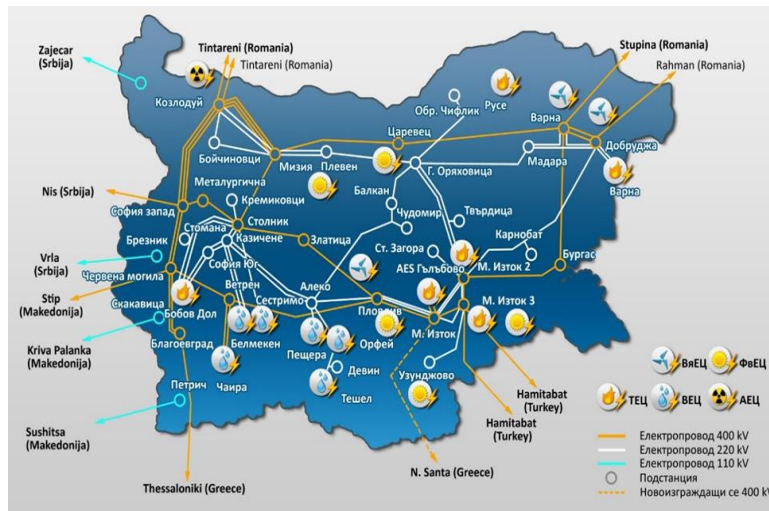 Zajecar
(Srbija)
Tintareni (Romania)
Tintareni (Romania)
Stupina (Romania)
Rahman (Romania)
Козлодуй
Обр. Чифлик
Русе
Варна
Добруджа
Царевец
Бойчиновци
Мизия
Плевен
Г. Оряховица
Мадара
Варна
Nis (Srbija)
Металургична
Кремиковци
Балкан
София запад
Столник
Чудомир
Твърдица
Стомана
Казичене
Златица
Карнобат
Брезник
Ст. Загора
Vrla
(Srbija)
София Юг
AES Гълъбово
М. Изток 2
Бургас
Червена могила
Ветрен
Алеко
Stip
(Makedonija)
Скакавица
Бобов Дол
Сестримо
Пловдив
М. Изток 3
Благоевград
Белмекен
Орфей
М. Изток
Kriva Palanka
(Makedonija)
Пещера
Девин
Узунджово
Петрич
Чаира
Тешел
Hamitabat
(Turkey)
Hamitabat
(Turkey)
Sushitsa
(Makedonija)
N. Santa (Greece)
Thessaloniki (Greece)
ВяЕЦ
ФвЕЦ
ТЕЦ
ВЕЦ
АЕЦ
Електропровод 400 kV
Електропровод 220 kV
Електропровод 110 kV
Подстанция
Новоизграждащи се 400 kV